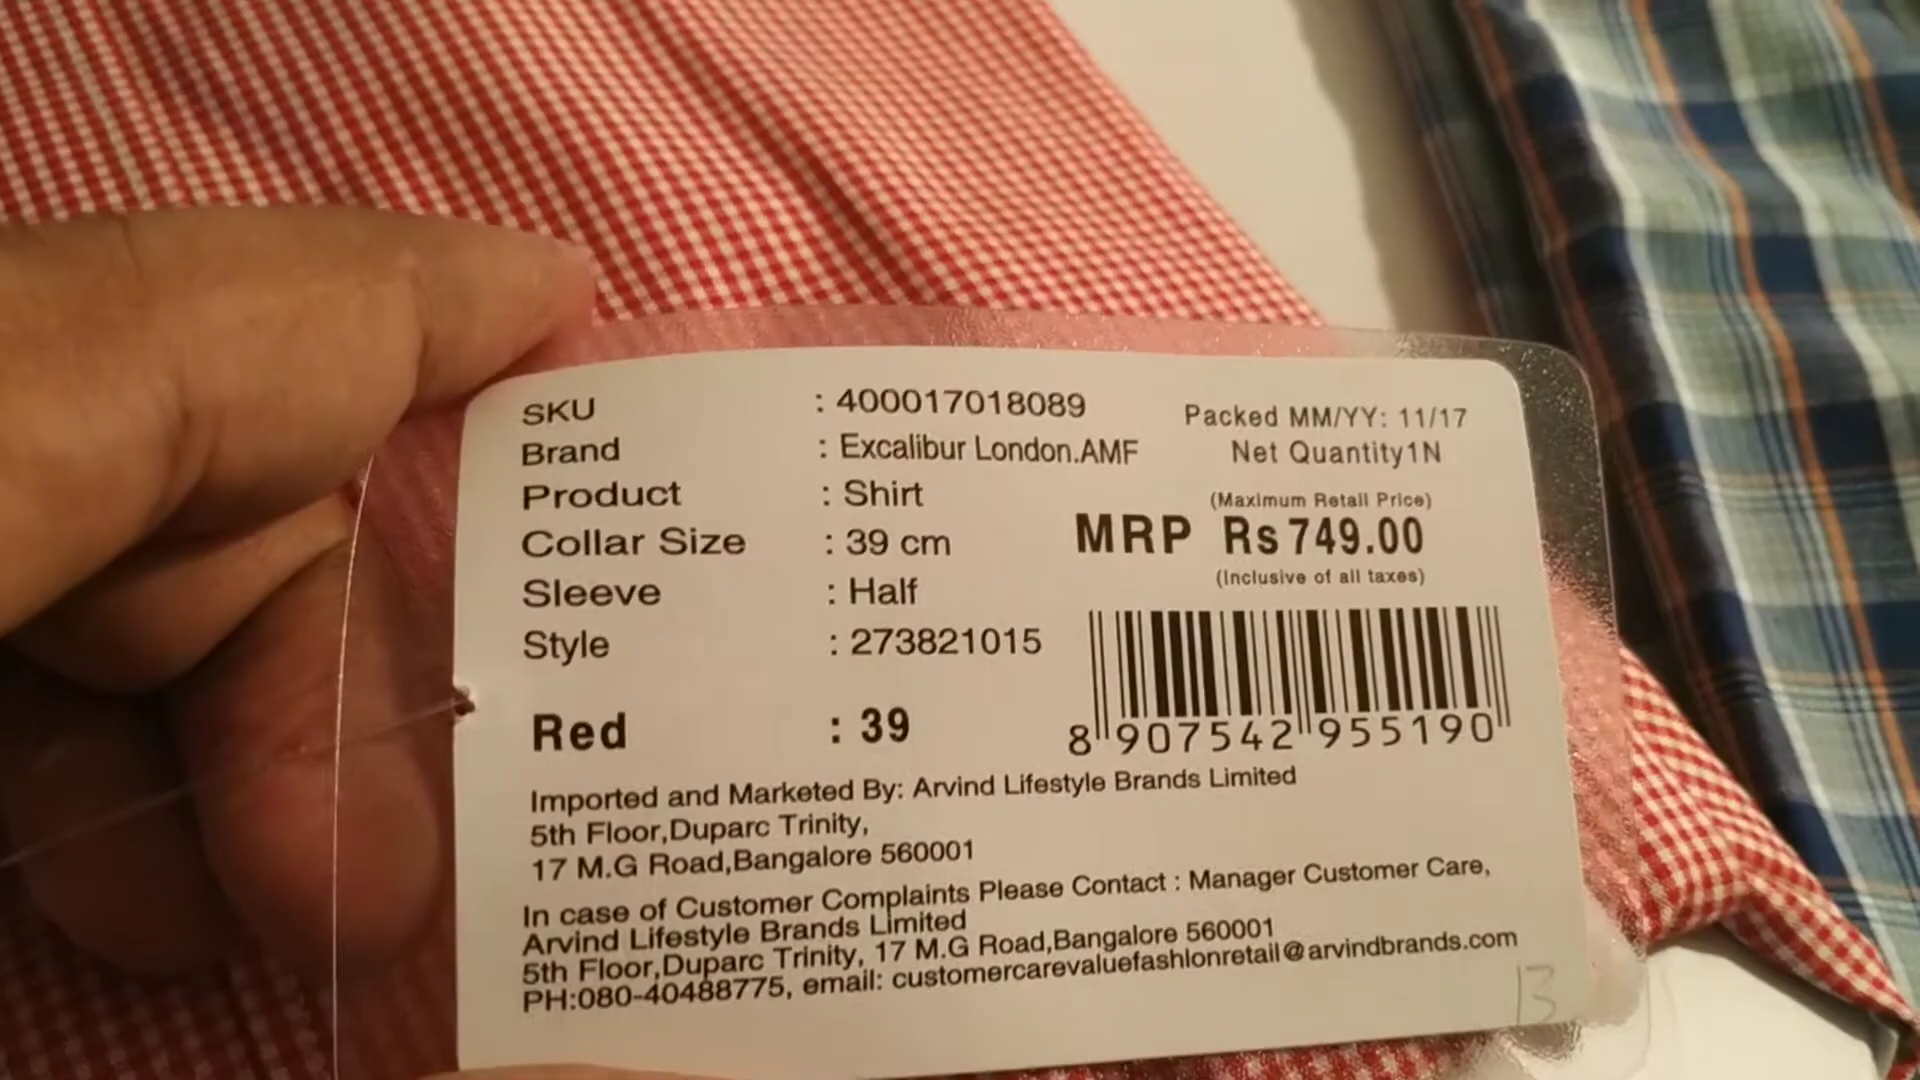 SKU : 400017018089
Brand : Excalibur London.AMF
Product : Shirt
Collar Size : 39 cm
Sleeve : Half
Style : 273821015
Red : 39
Packed MM/YY: 11/17
Net Quantity1N
(Maximum Retail Price)
MRP Rs 749.00
(Inclusive of all taxes)
8 907542 955190
Imported and Marketed By: Arvind Lifestyle Brands Limited
5th Floor,Duparc Trinity,
17 M.G Road,Bangalore 560001
In case of Customer Complaints Please Contact : Manager Customer Care,
Arvind Lifestyle Brands Limited
5th Floor,Duparc Trinity, 17 M.G Road,Bangalore 560001
PH:080-40488775, email: customercarevaluefashionretail@arvindbrands.com
13